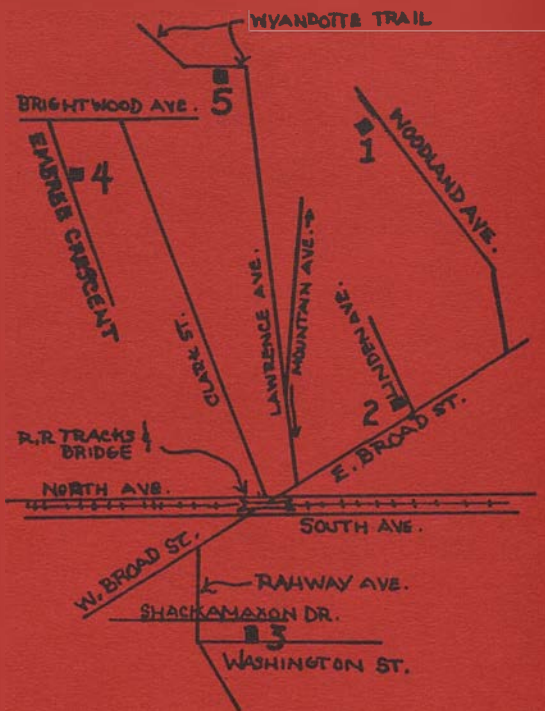 WYANDOTTE TRAIL
5
BRIGHTWOOD AVE.
1
WOODLAND AVE.
4
EMBREE CRESCENT
CLARK ST.
LAWRENCE AVE.
MOUNTAIN AVE.
LINDEN AVE.
2
E. BROAD ST.
R.R TRACKS &
BRIDGE
NORTH AVE.
SOUTH AVE.
W. BROAD ST.
RAHWAY AVE.
SHACKAMAXON DR.
3
WASHINGTON ST.